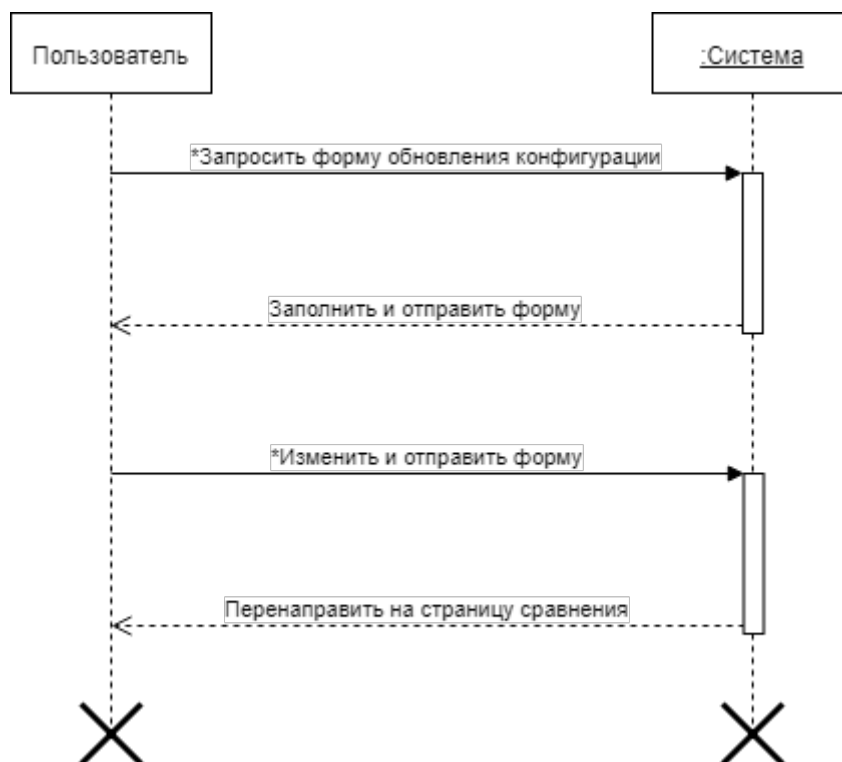 Пользователь
:Система
*Запросить форму обновления конфигурации
Заполнить и отправить форму
*Изменить и отправить форму
Перенаправить на страницу сравнения